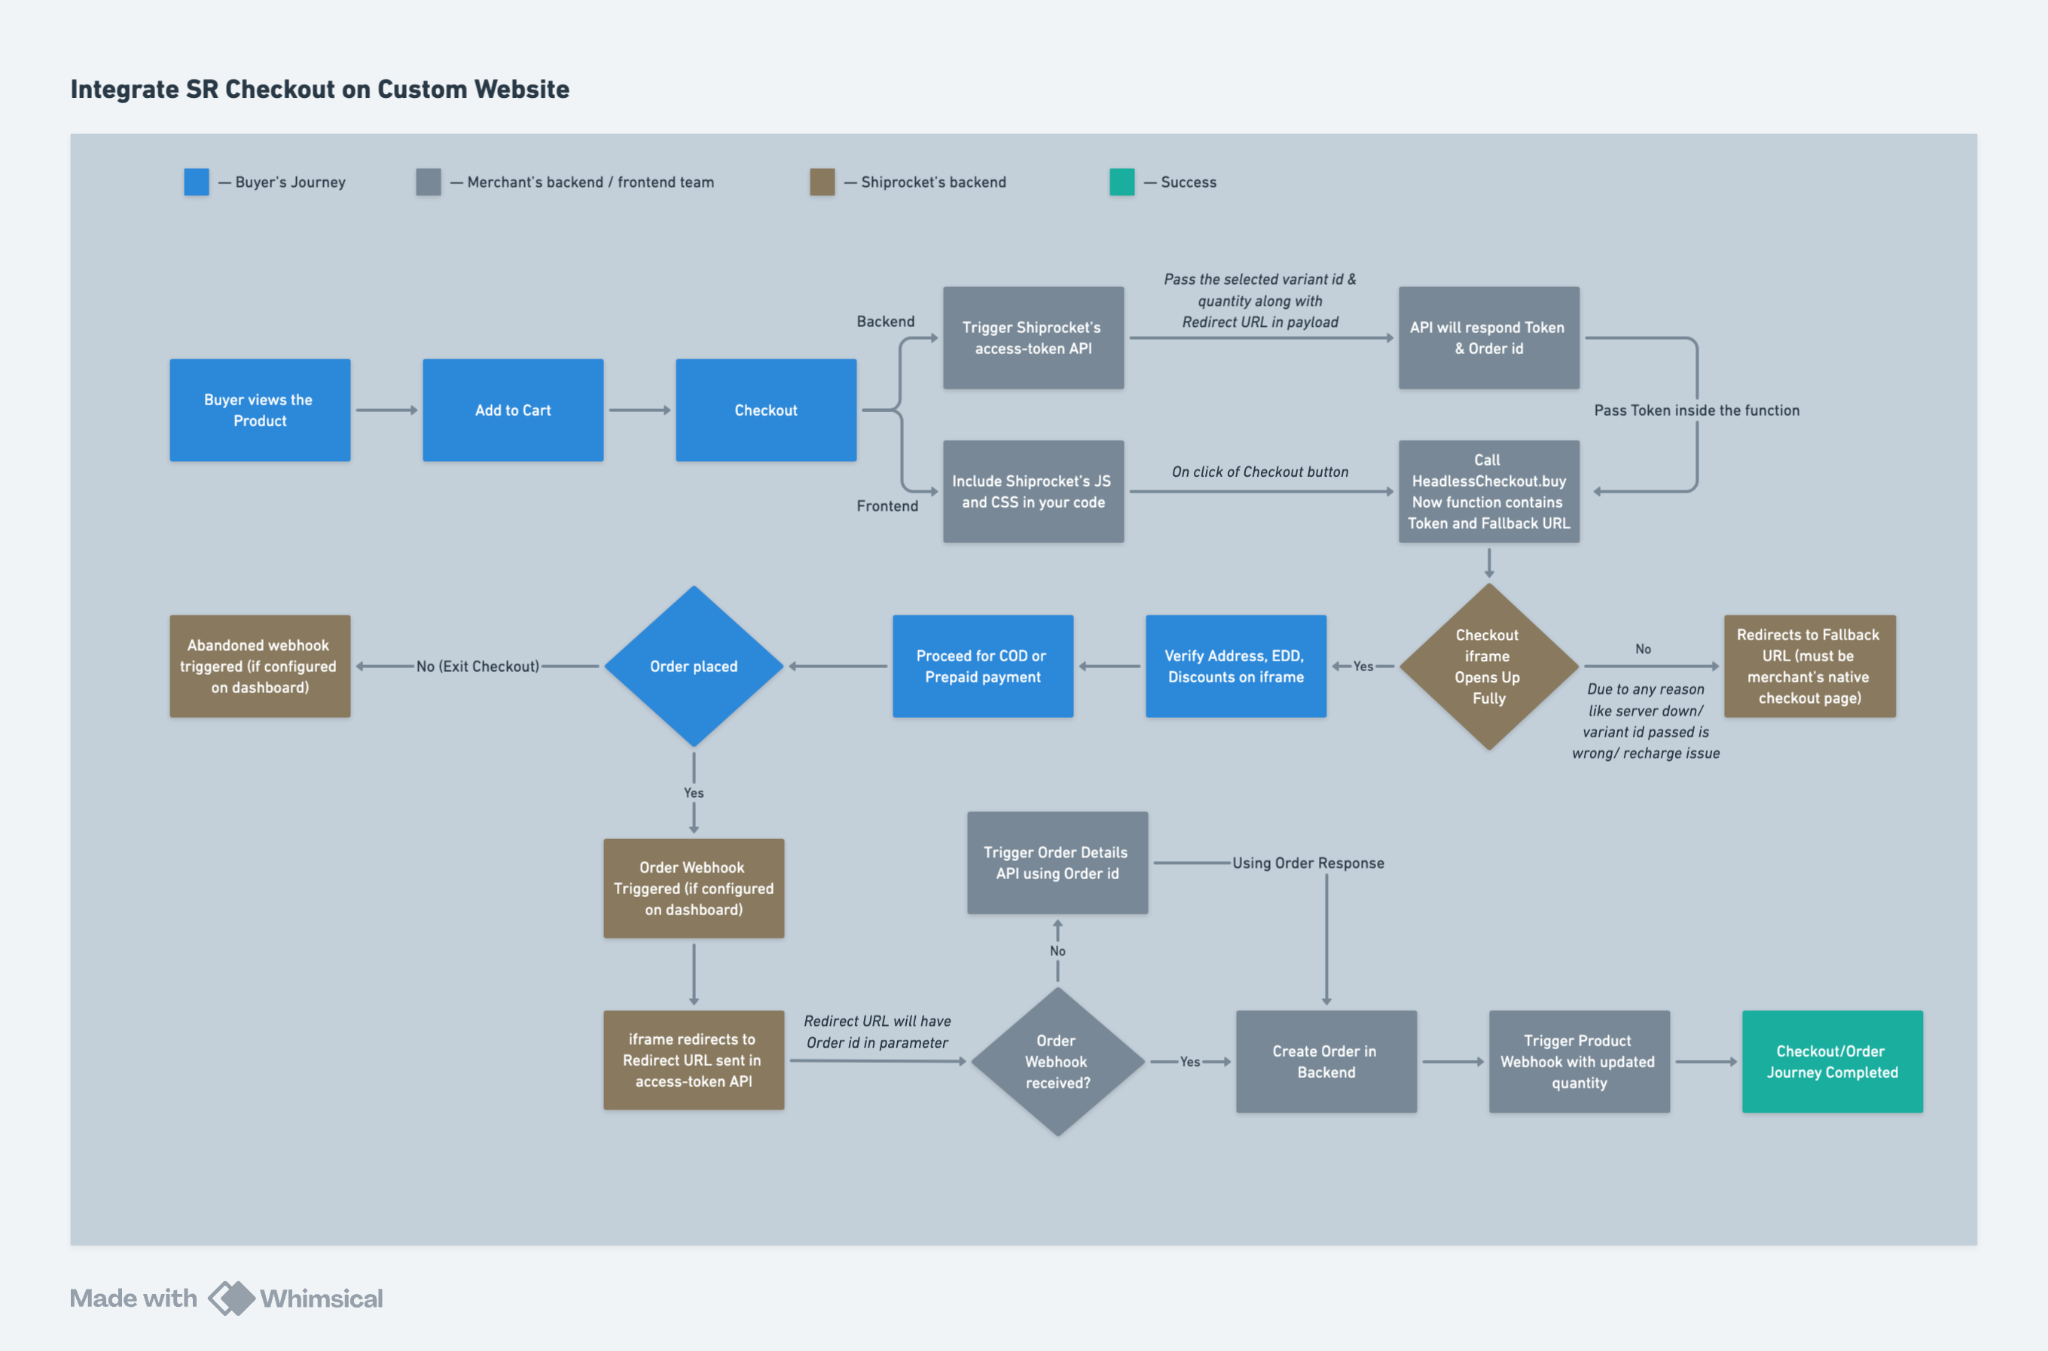 Integrate SR Checkout on Custom Website
— Buyer's Journey
— Merchant's backend / frontend team
— Shiprocket's backend
— Success
Buyer views the
Product
Add to Cart
Checkout
Backend
Frontend
Trigger Shiprocket's
access-token API
Pass the selected variant id &
quantity along with
Redirect URL in payload
API will respond Token
& Order id
Pass Token inside the function
Include Shiprocket's JS
and CSS in your code
On click of Checkout button
Call
HeadlessCheckout.buy
Now function contains
Token and Fallback URL
Checkout
iframe
Opens Up
Fully
No
Due to any reason
like server down/
variant id passed is
wrong/ recharge issue
Redirects to Fallback
URL (must be
merchant's native
checkout page)
Yes
Verify Address, EDD,
Discounts on iframe
Proceed for COD or
Prepaid payment
Order placed
No (Exit Checkout)
Abandoned webhook
triggered (if configured
on dashboard)
Yes
Order Webhook
Triggered (if configured
on dashboard)
iframe redirects to
Redirect URL sent in
access-token API
Redirect URL will have
Order id in parameter
Order
Webhook
received?
No
Trigger Order Details
API using Order id
Using Order Response
Yes
Create Order in
Backend
Trigger Product
Webhook with updated
quantity
Checkout/Order
Journey Completed
Made with Whimsical